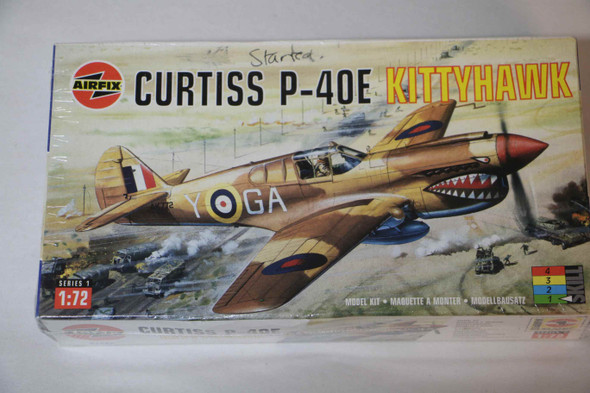 Started.
AIRFIX
CURTISS P-40E KITTYHAWK
Y GA
SERIES 1
1:72
MODEL KIT • MAQUETTE A MONTER • MODELLBAUSATZ
4
3
2
1
SKILL
AIRFIX
CURTISS P-40E